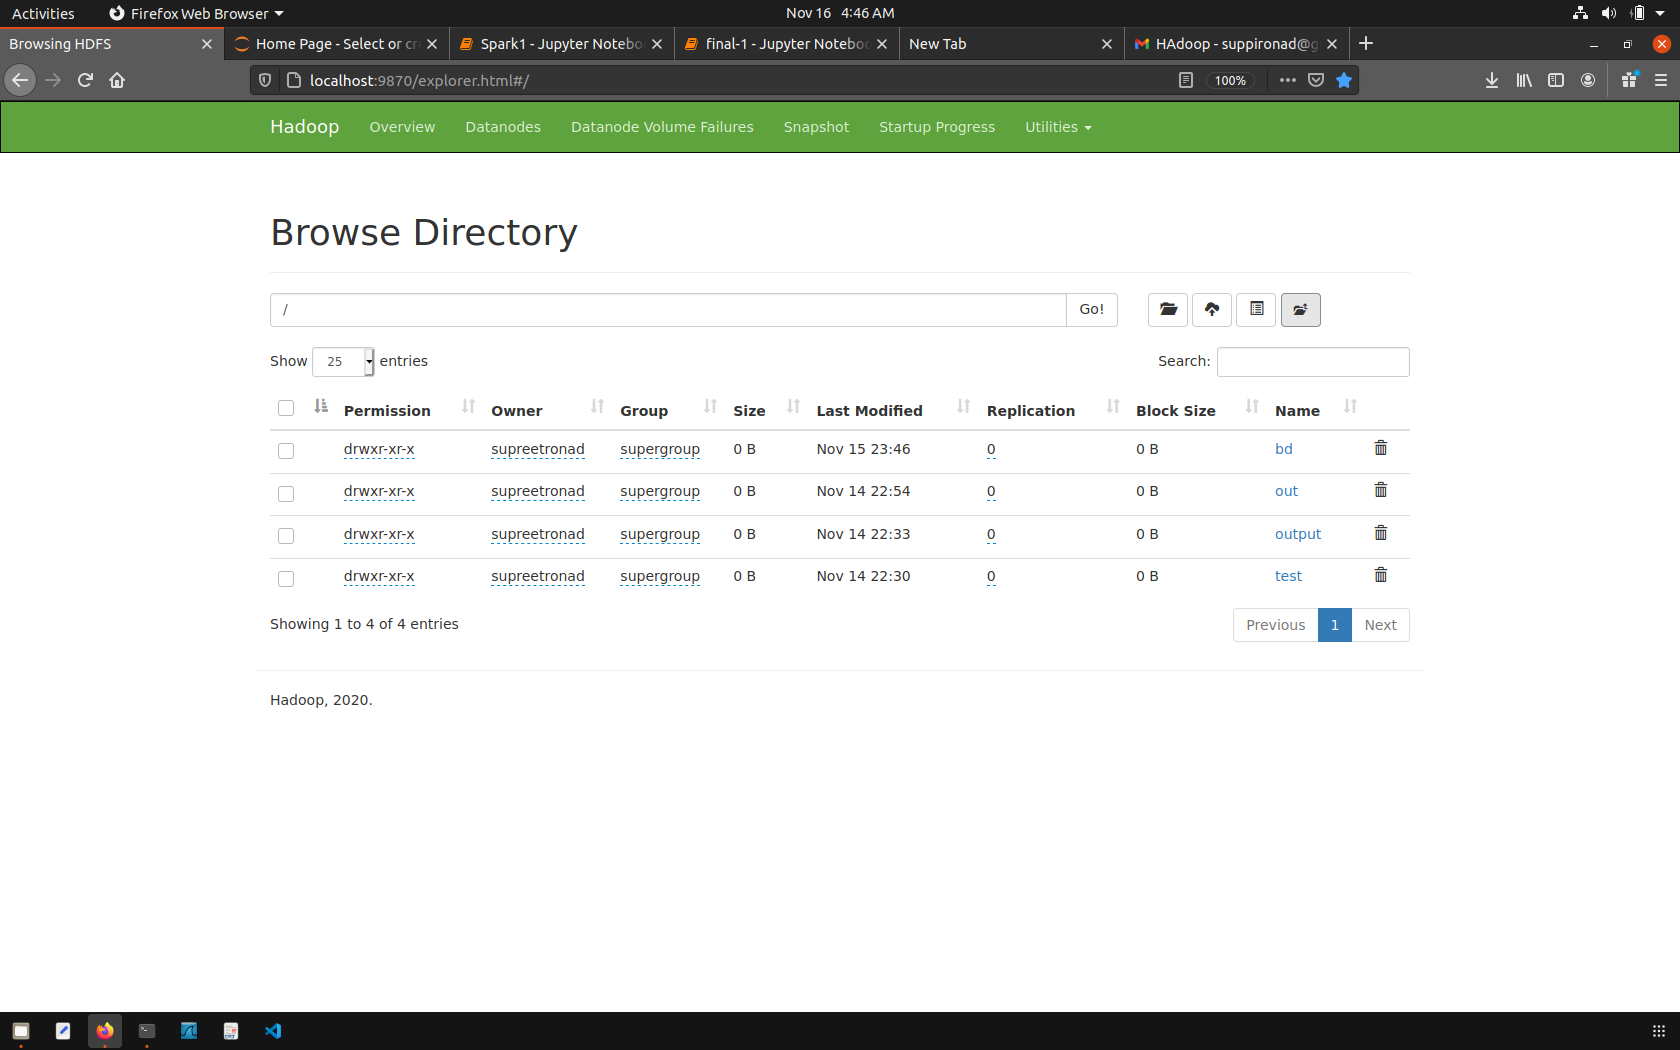 Activities Firefox Web Browser Nov 16 4:46 AM
Browsing HDFS Home Page - Select or cr Spark1 - Jupyter Notebo final-1 - Jupyter Notebo New Tab HAdoop - suppironad@g
localhost:9870/explorer.html#/ 100%
Hadoop Overview Datanodes Datanode Volume Failures Snapshot Startup Progress Utilities
Browse Directory
/ Go!
Show 25 entries Search:
Permission Owner Group Size Last Modified Replication Block Size Name
drwxr-xr-x supreetronad supergroup 0 B Nov 15 23:46 0 0 B bd
drwxr-xr-x supreetronad supergroup 0 B Nov 14 22:54 0 0 B out
drwxr-xr-x supreetronad supergroup 0 B Nov 14 22:33 0 0 B output
drwxr-xr-x supreetronad supergroup 0 B Nov 14 22:30 0 0 B test
Showing 1 to 4 of 4 entries Previous 1 Next
Hadoop, 2020.